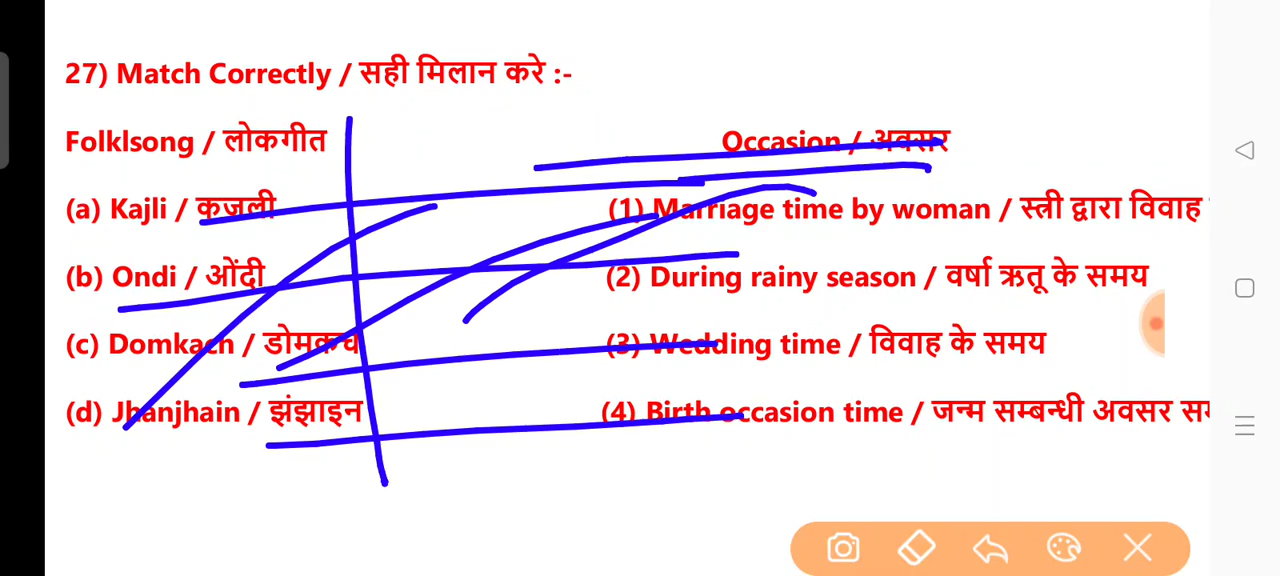 27) Match Correctly / सही मिलान करे :-
Folklsong / लोकगीत Occasion / अवसर
(a) Kajli / कजली (1) Marriage time by woman / स्त्री द्वारा विवाह
(b) Ondi / ओंदी (2) During rainy season / वर्षा ऋतू के समय
(c) Domkach / डोमकच (3) Wedding time / विवाह के समय
(d) Jhanjhain / झंझाइन (4) Birth occasion time / जन्म सम्बन्धी अवसर